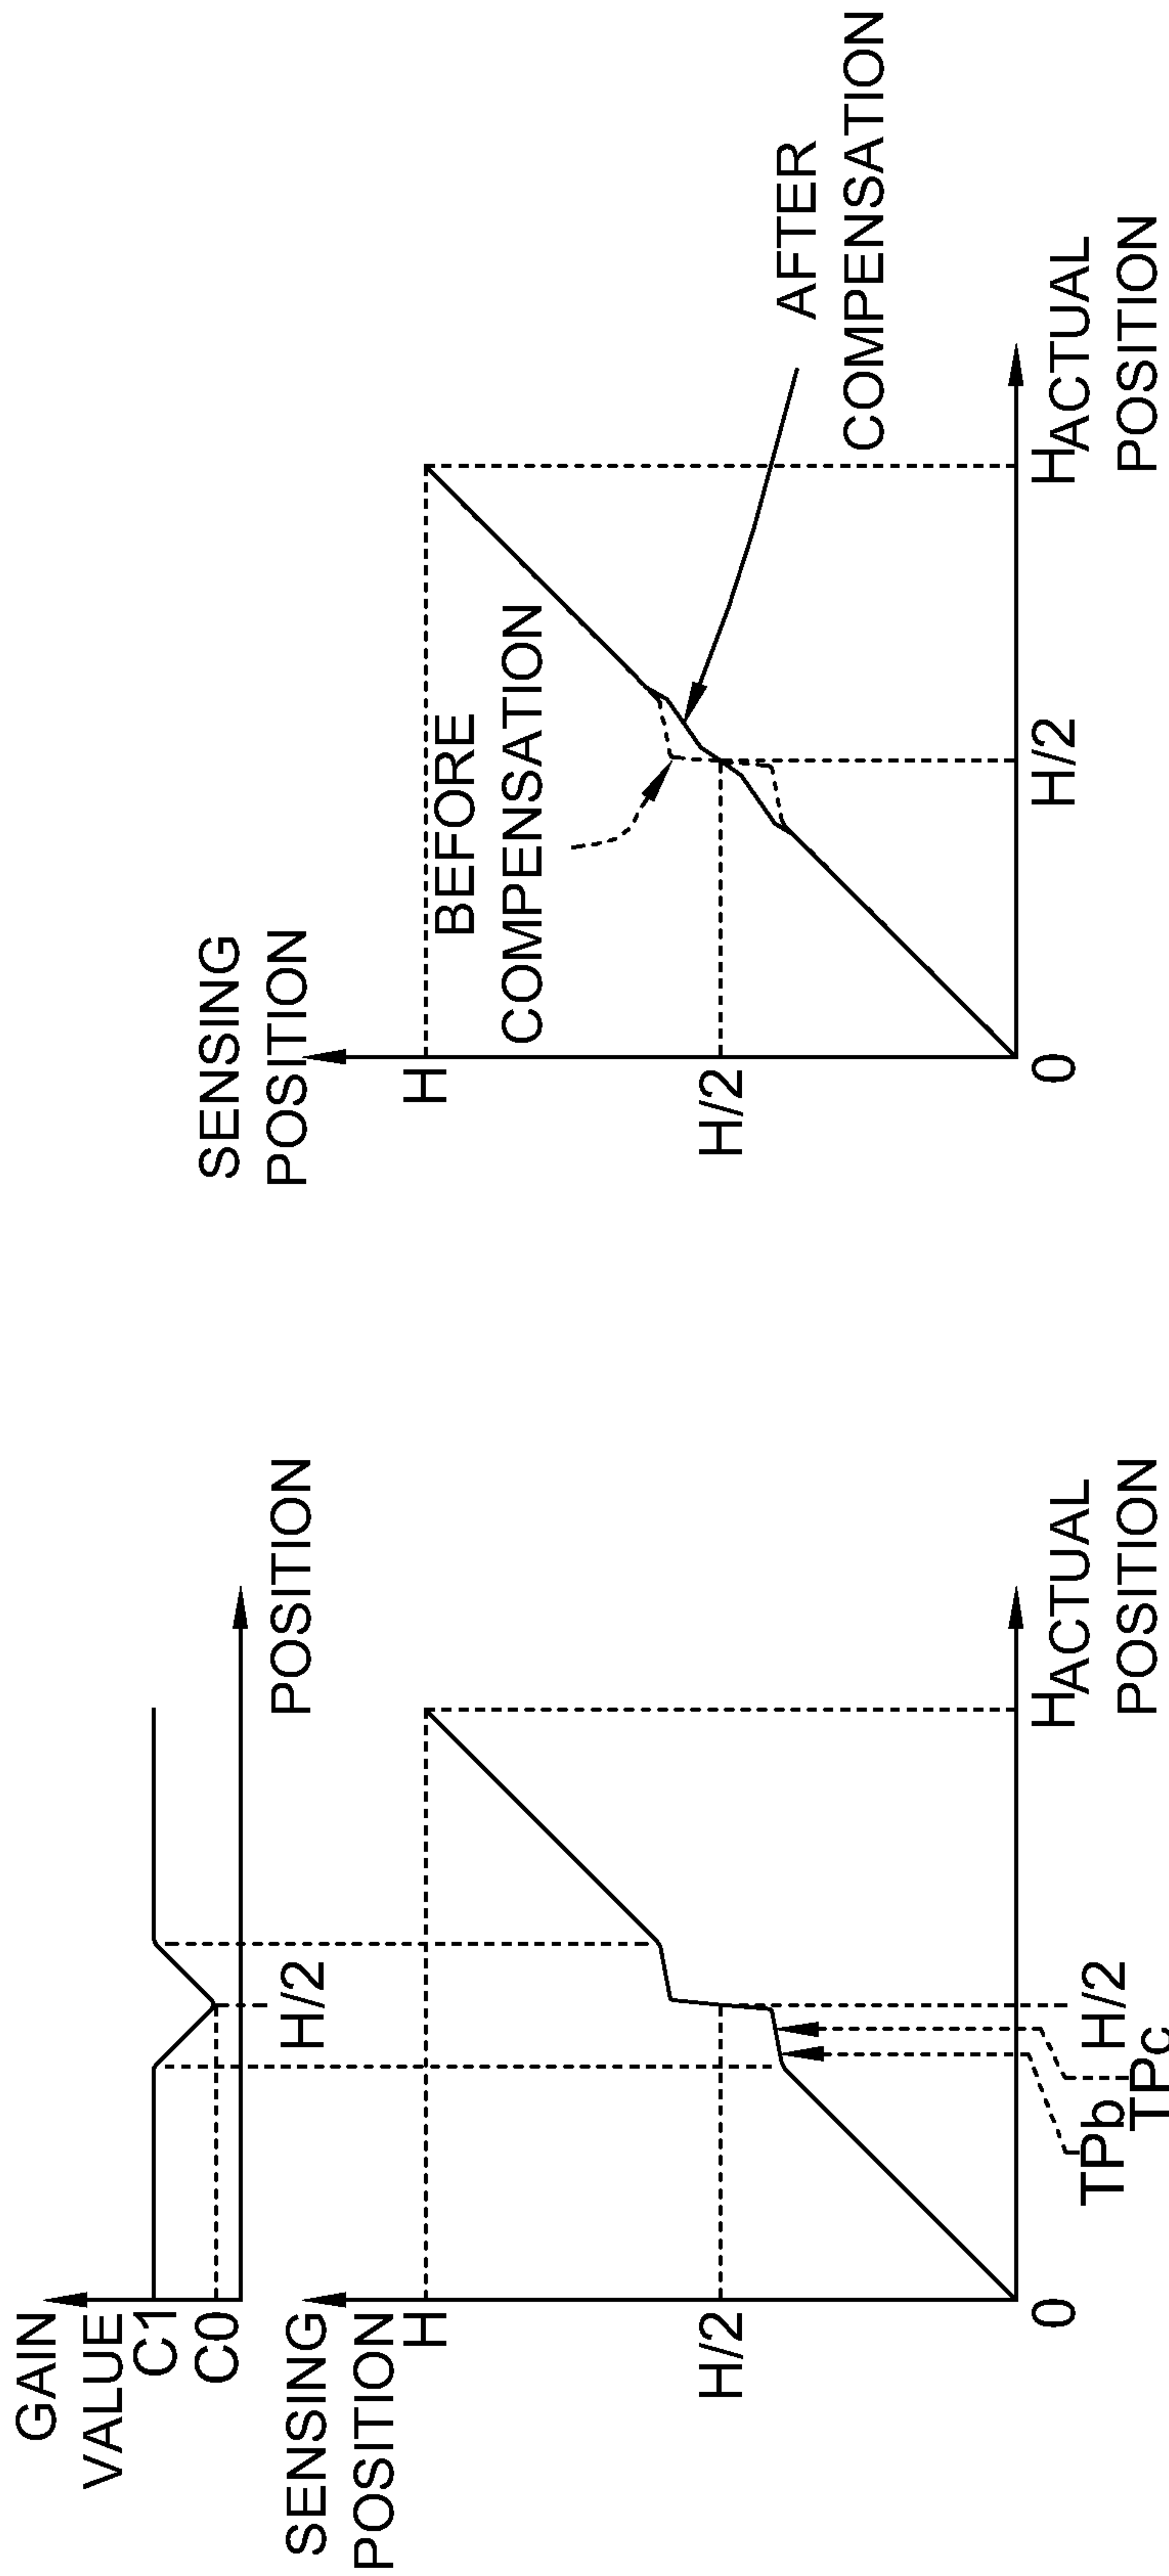 GAIN
VALUE
C1
C0
POSITION
H/2
SENSING
POSITION
H
H/2
0
TPb
TPc
H/2
H
ACTUAL
POSITION
SENSING
POSITION
H
H/2
BEFORE
COMPENSATION
AFTER
COMPENSATION
0
H/2
H
ACTUAL
POSITION